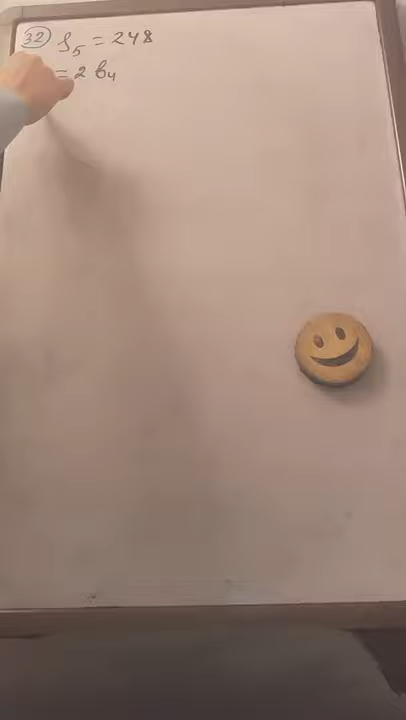 32 S₅ = 248
= 2 b₄